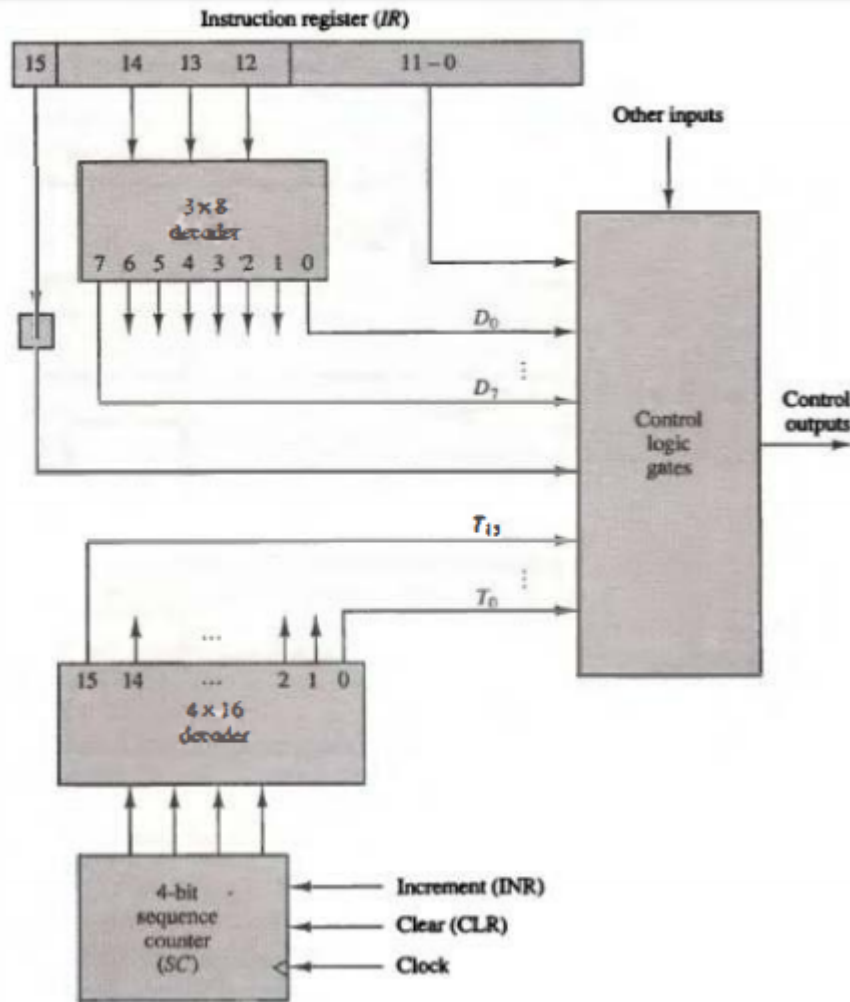 Instruction register (IR)
15 14 13 12 11 – 0
Other inputs
3 × 8
decoder
7 6 5 4 3 2 1 0
D0
⋮
D7
Control
logic
gates
Control
outputs
T15
⋮
T0
...
15 14 ... 2 1 0
4 × 16
decoder
4-bit
sequence
counter
(SC)
Increment (INR)
Clear (CLR)
Clock